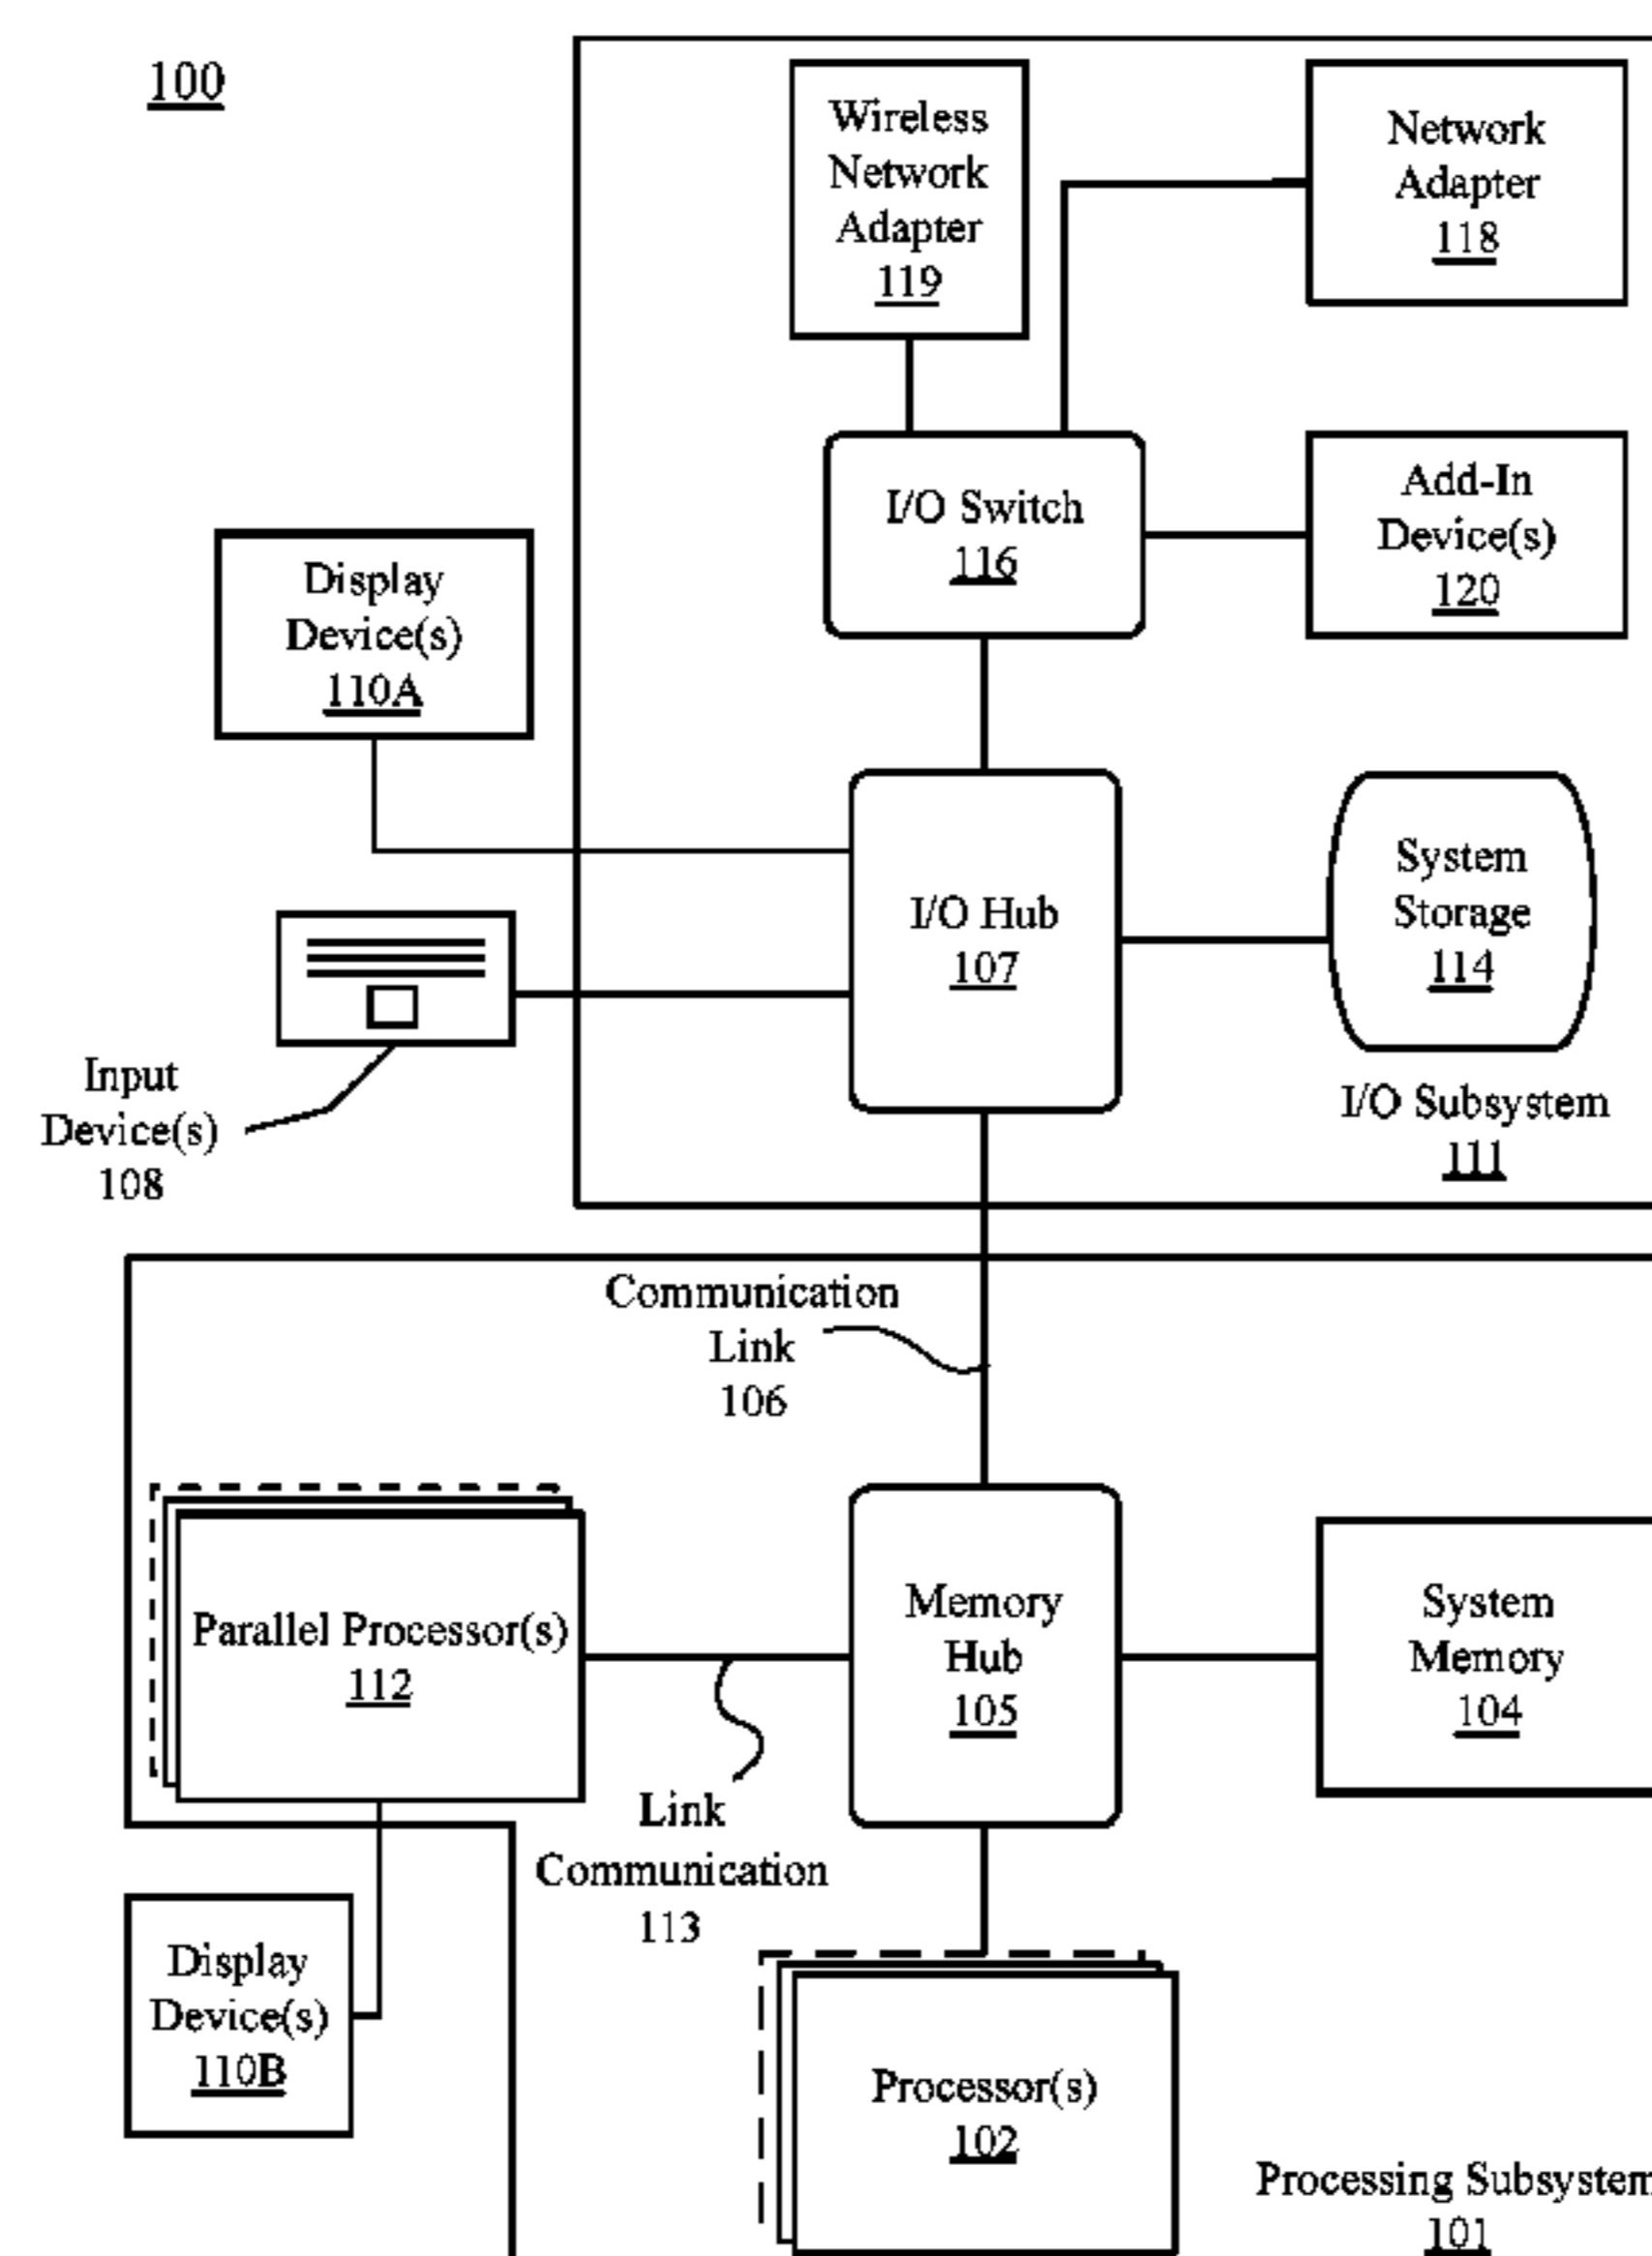 100
Wireless
Network
Adapter
119
Network
Adapter
118
I/O Switch
116
Add-In
Device(s)
120
Display
Device(s)
110A
I/O Hub
107
System
Storage
114
Input
Device(s)
108
I/O Subsystem
111
Communication
Link
106
Parallel Processor(s)
112
Memory
Hub
105
System
Memory
104
Link
Communication
113
Display
Device(s)
110B
Processor(s)
102
Processing Subsystem
101